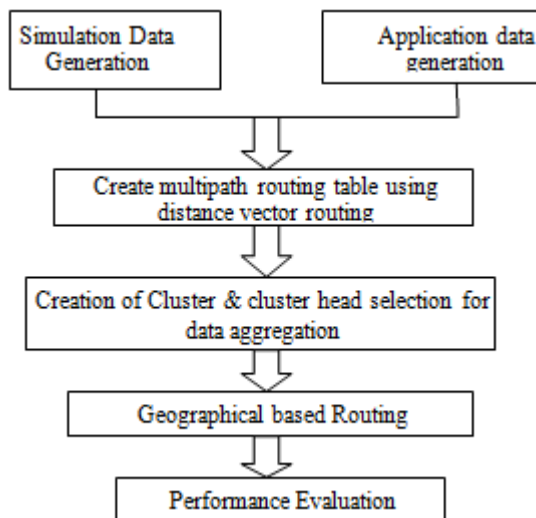 Simulation Data
Generation
Application data
generation
Create multipath routing table using
distance vector routing
Creation of Cluster & cluster head selection for
data aggregation
Geographical based Routing
Performance Evaluation